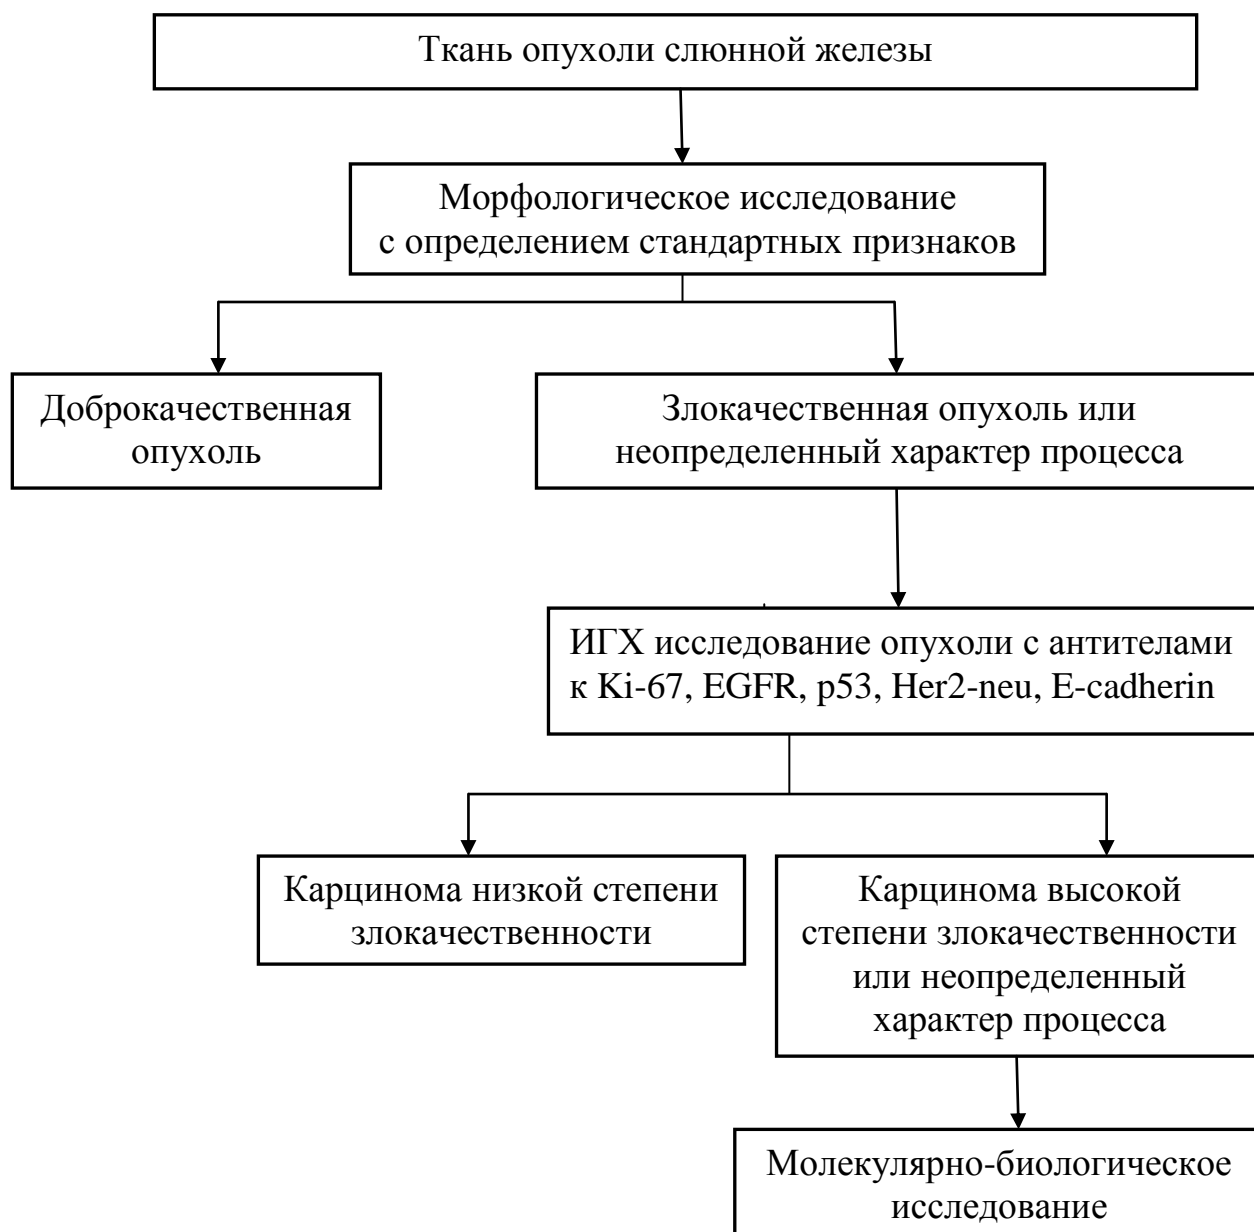 Ткань опухоли слюнной железы
Морфологическое исследование
с определением стандартных признаков
Доброкачественная
опухоль
Злокачественная опухоль или
неопределенный характер процесса
ИГХ исследование опухоли с антителами
к Ki-67, EGFR, p53, Her2-neu, E-cadherin
Карцинома низкой степени
злокачественности
Карцинома высокой
степени злокачественности
или неопределенный
характер процесса
Молекулярно-биологическое
исследование